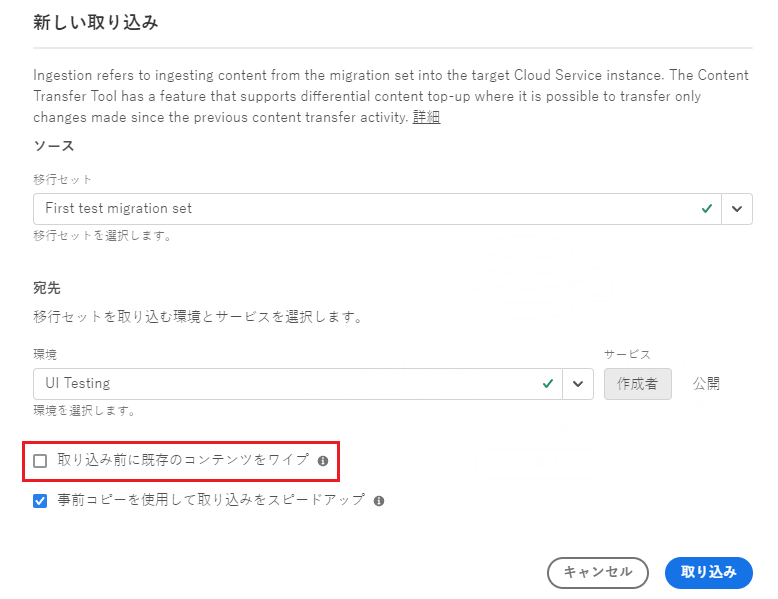 新しい取り込み
Ingestion refers to ingesting content from the migration set into the target Cloud Service instance. The Content
Transfer Tool has a feature that supports differential content top-up where it is possible to transfer only
changes made since the previous content transfer activity. 詳細
ソース
移行セット
First test migration set
移行セットを選択します。
宛先
移行セットを取り込む環境とサービスを選択します。
環境
サービス
UI Testing
作成者
公開
環境を選択します。
取り込み前に既存のコンテンツをワイプ
事前コピーを使用して取り込みをスピードアップ
キャンセル
取り込み